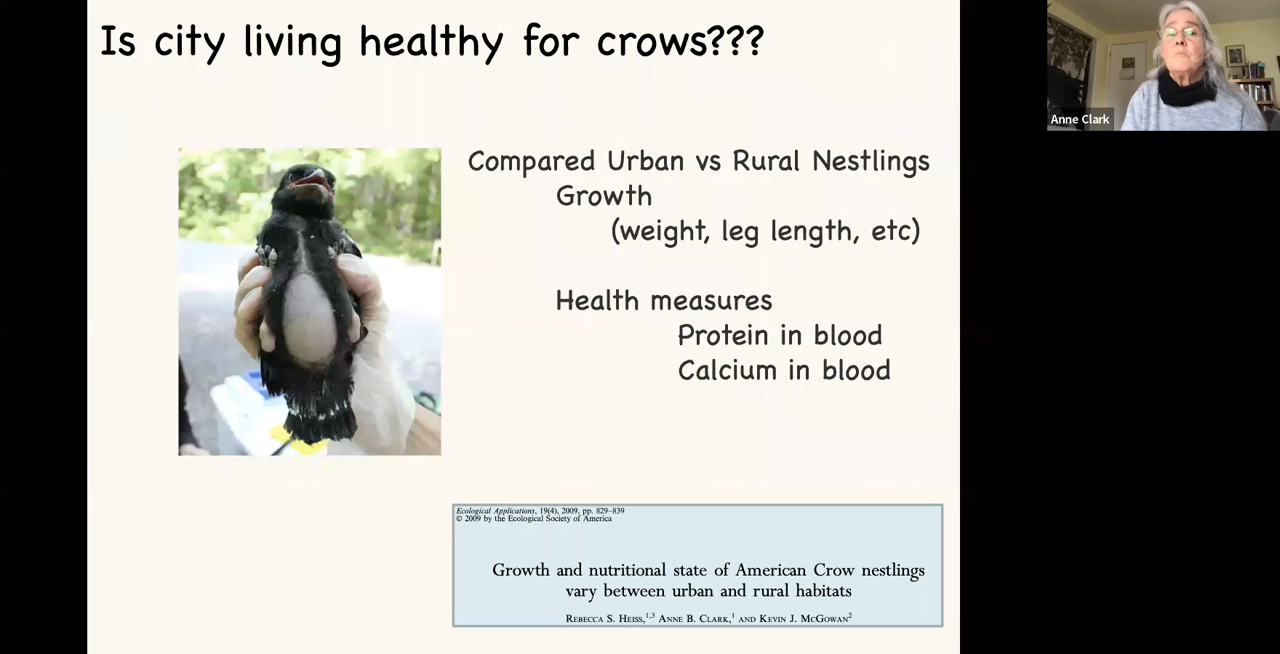 Is city living healthy for crows???
Anne Clark
Compared Urban vs Rural Nestlings
Growth
(weight, leg length, etc)
Health measures
Protein in blood
Calcium in blood
Ecological Applications, 19(4), 2009, pp. 829–839
© 2009 by the Ecological Society of America
Growth and nutritional state of American Crow nestlings
vary between urban and rural habitats
Rebecca S. Heiss,1,3 Anne B. Clark,1 and Kevin J. McGowan2